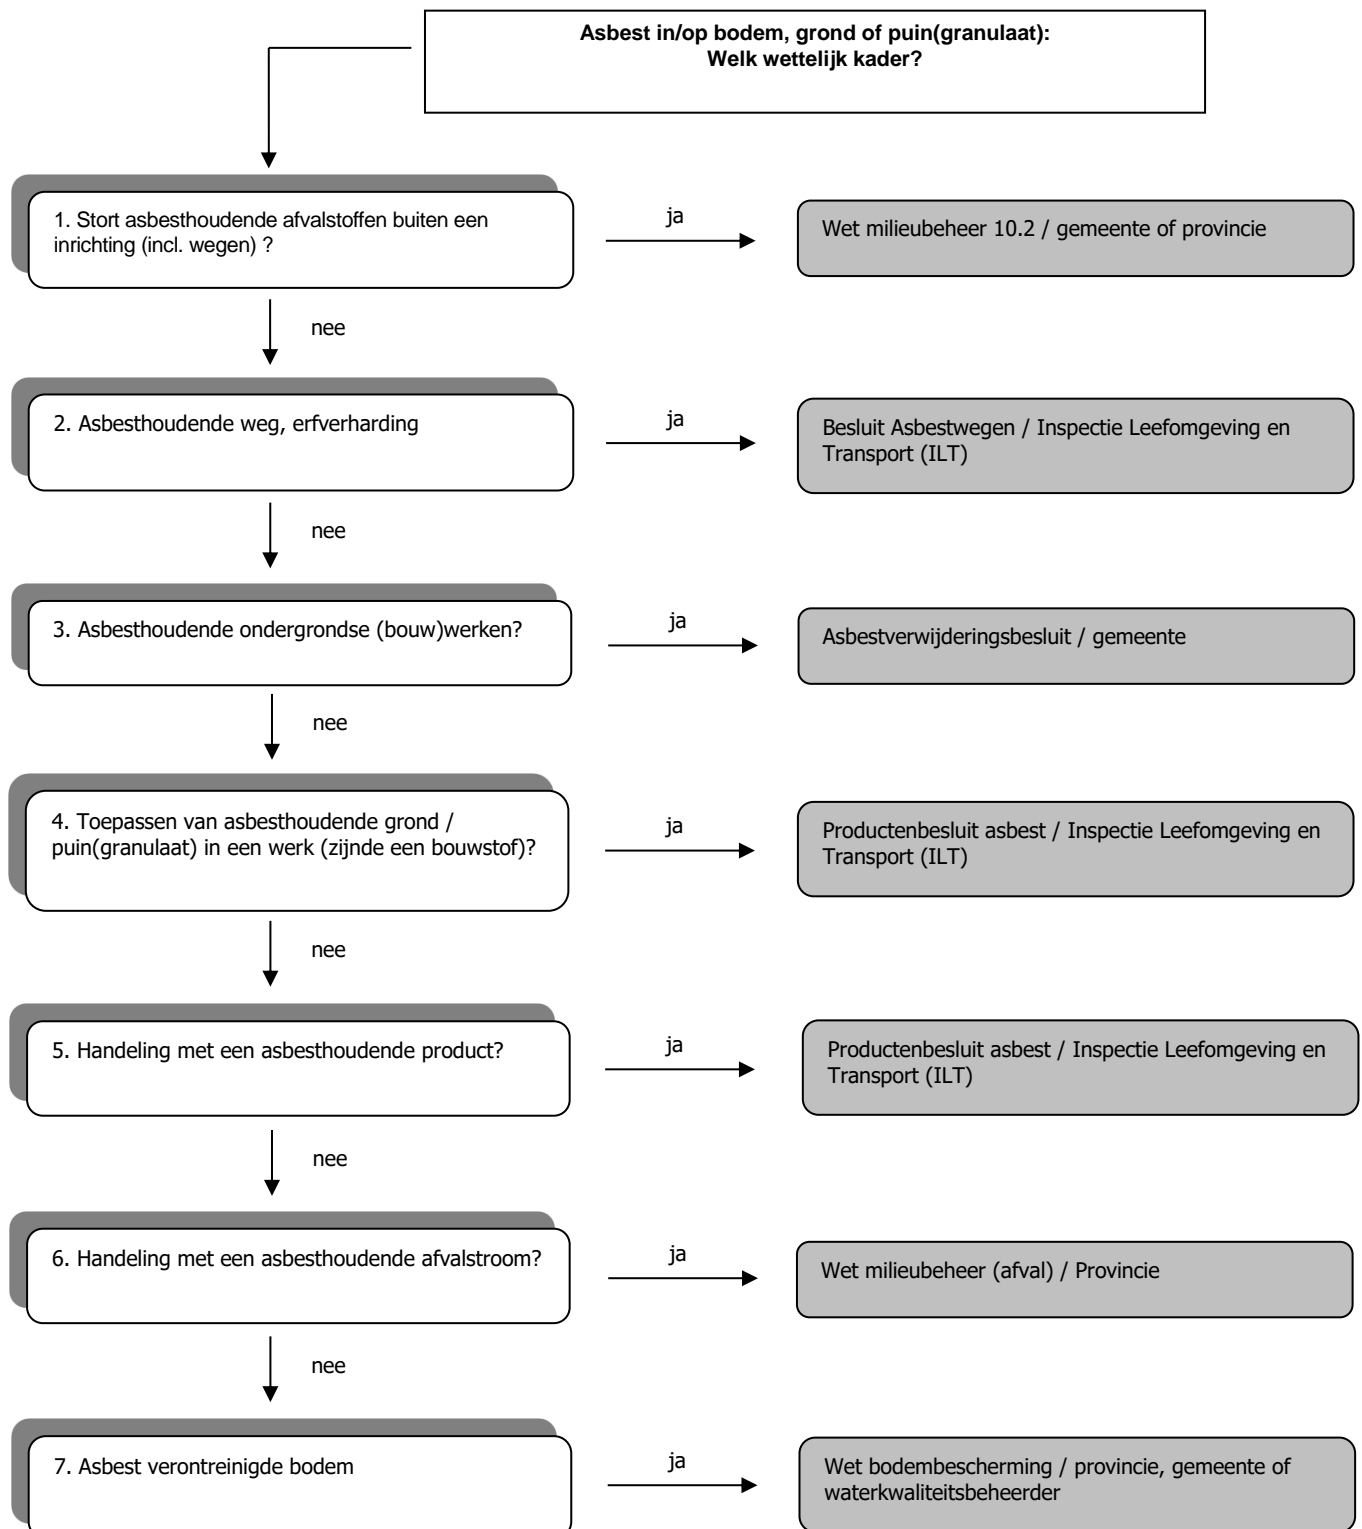 Asbest in/op bodem, grond of puin(granulaat):
Welk wettelijk kader?
1. Stort asbesthoudende afvalstoffen buiten een
inrichting (incl. wegen) ?
ja
Wet milieubeheer 10.2 / gemeente of provincie
nee
2. Asbesthoudende weg, erfverharding
ja
Besluit Asbestwegen / Inspectie Leefomgeving en
Transport (ILT)
nee
3. Asbesthoudende ondergrondse (bouw)werken?
ja
Asbestverwijderingsbesluit / gemeente
nee
4. Toepassen van asbesthoudende grond /
puin(granulaat) in een werk (zijnde een bouwstof)?
ja
Productenbesluit asbest / Inspectie Leefomgeving en
Transport (ILT)
nee
5. Handeling met een asbesthoudende product?
ja
Productenbesluit asbest / Inspectie Leefomgeving en
Transport (ILT)
nee
6. Handeling met een asbesthoudende afvalstroom?
ja
Wet milieubeheer (afval) / Provincie
nee
7. Asbest verontreinigde bodem
ja
Wet bodembescherming / provincie, gemeente of
waterkwaliteitsbeheerder